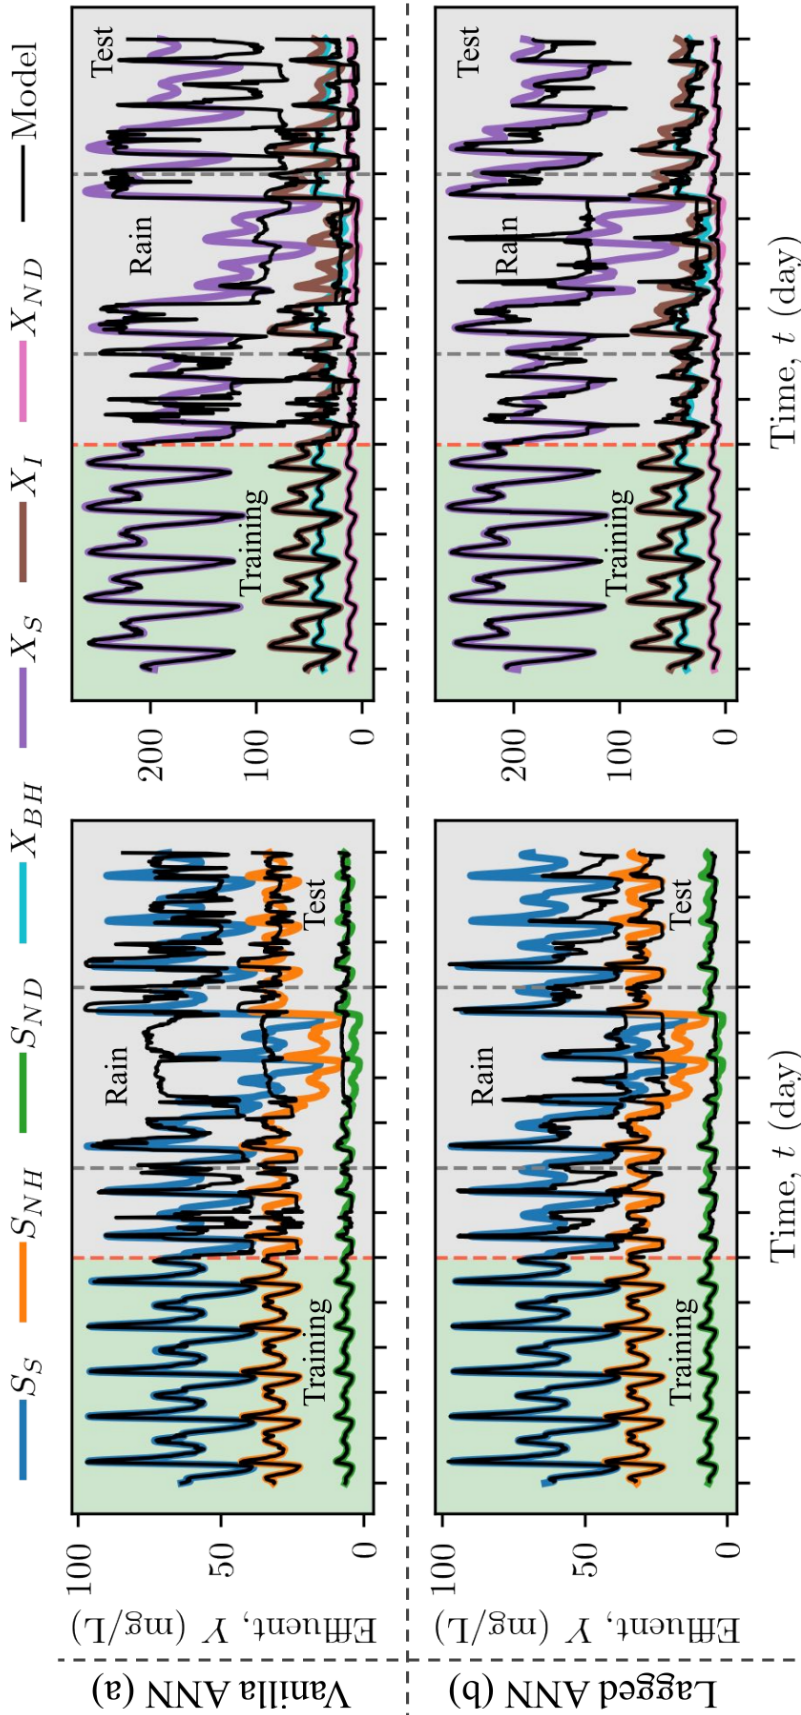 S_S S_NH S_ND X_BH X_S X_I X_ND Model
(a) Vanilla ANN
Effluent, Y (mg/L)
100
50
0
Training
Rain
Test
200
100
0
Training
Rain
Test
(b) Lagged ANN
Effluent, Y (mg/L)
100
50
0
Training
Rain
Test
Time, t (day)
200
100
0
Training
Rain
Test
Time, t (day)